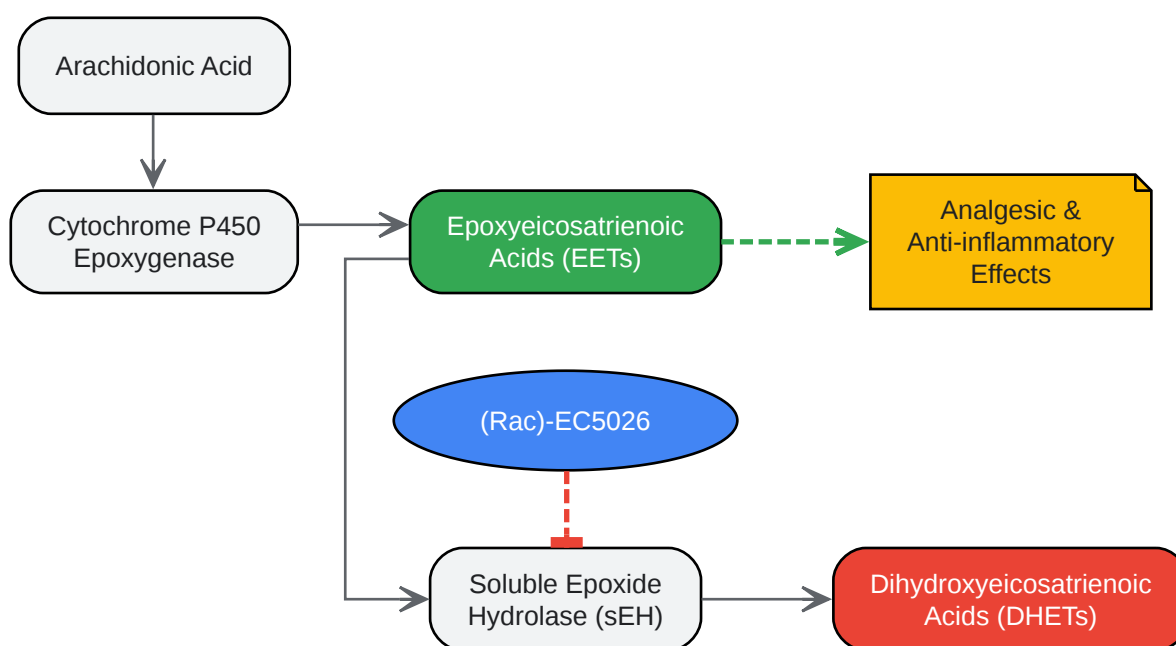 Arachidonic Acid
Cytochrome P450
Epoxygenase
Epoxyeicosatrienoic
Acids (EETs)
Analgesic &
Anti-inflammatory
Effects
(Rac)-EC5026
Soluble Epoxide
Hydrolase (sEH)
Dihydroxyeicosatrienoic
Acids (DHETs)